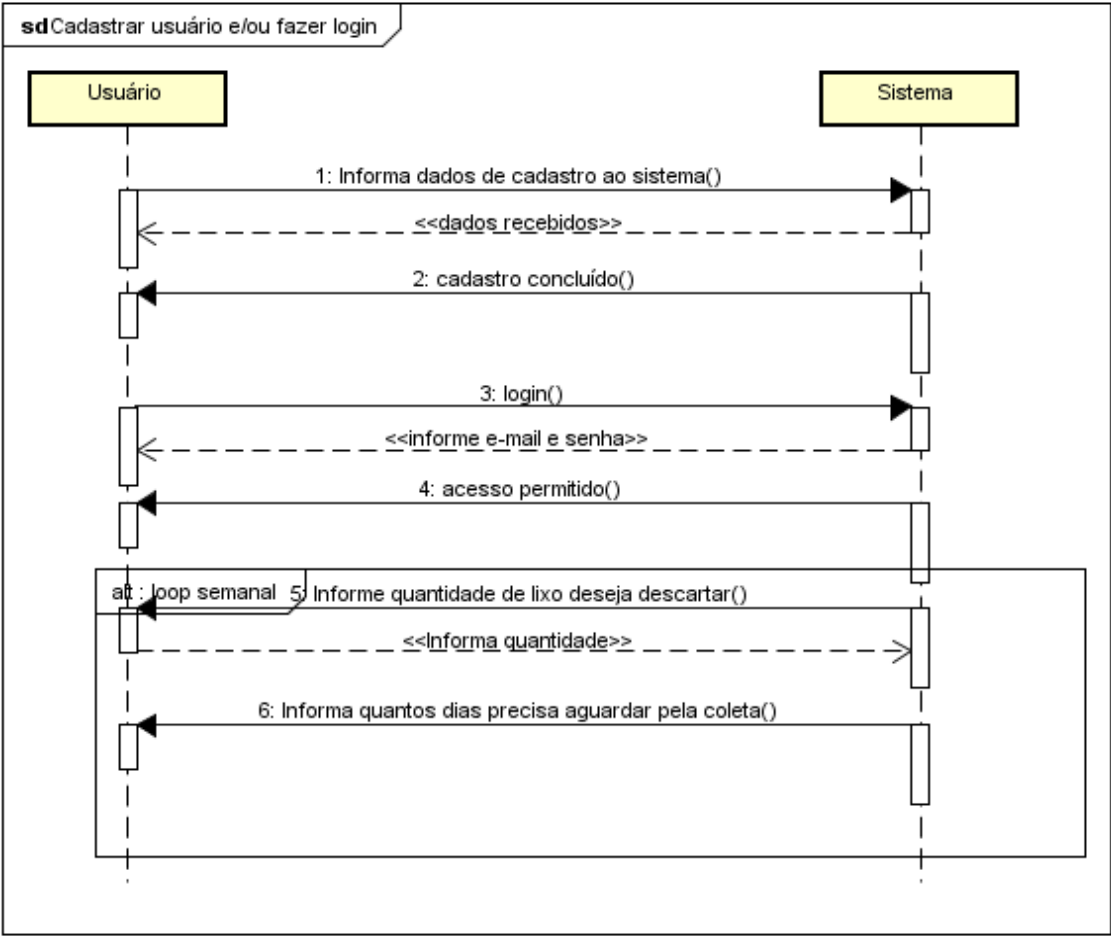 sd Cadastrar usuário e/ou fazer login
Usuário
Sistema
1: Informa dados de cadastro ao sistema()
<<dados recebidos>>
2: cadastro concluído()
3: login()
<<informe e-mail e senha>>
4: acesso permitido()
alt : loop semanal
5: Informe quantidade de lixo deseja descartar()
<<Informa quantidade>>
6: Informa quantos dias precisa aguardar pela coleta()